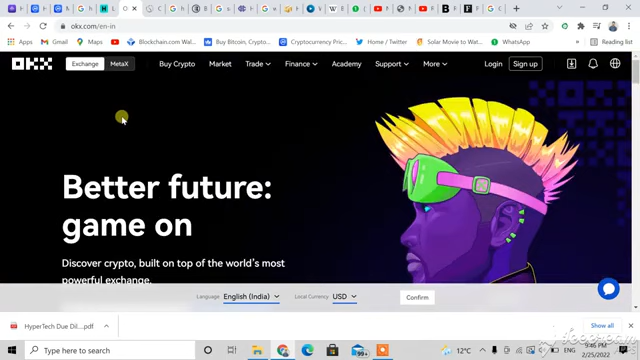 okx.com/en-in
Apps
Gmail
Maps
Blockchain.com Wal...
Buy Bitcoin, Crypto...
Cryptocurrency Pric...
Solar Movie to Wat...
WhatsApp
Reading list
OKX
Exchange
MetaX
Buy Crypto
Market
Trade
Finance
Academy
Support
More
Login
Sign up
Better future:
game on
Discover crypto, built on top of the world's most
powerful exchange.
Language: English (India)
Local Currency: USD
Confirm
HyperTech Due Dil....pdf
Show all
Type here to search
99+
12°C
ENG
9:46 PM
2/25/2022